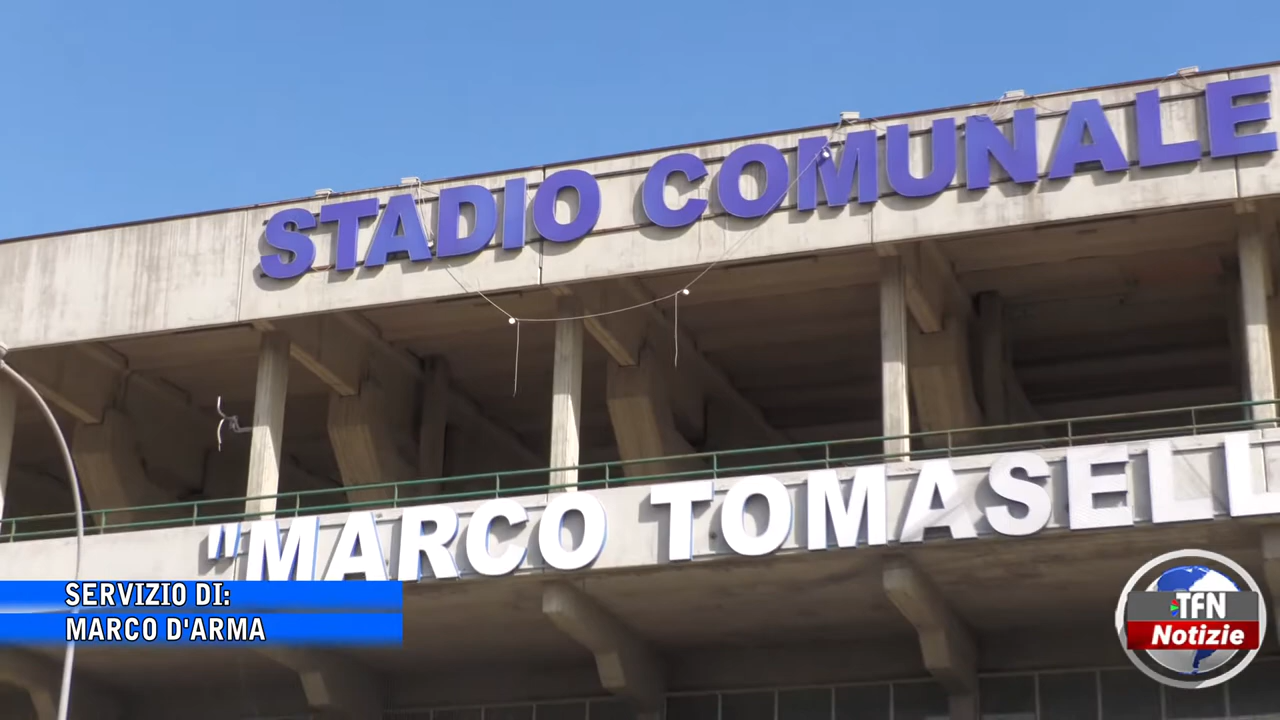 STADIO COMUNALE
"MARCO TOMASELL
SERVIZIO DI:
MARCO D'ARMA
TFN
Notizie